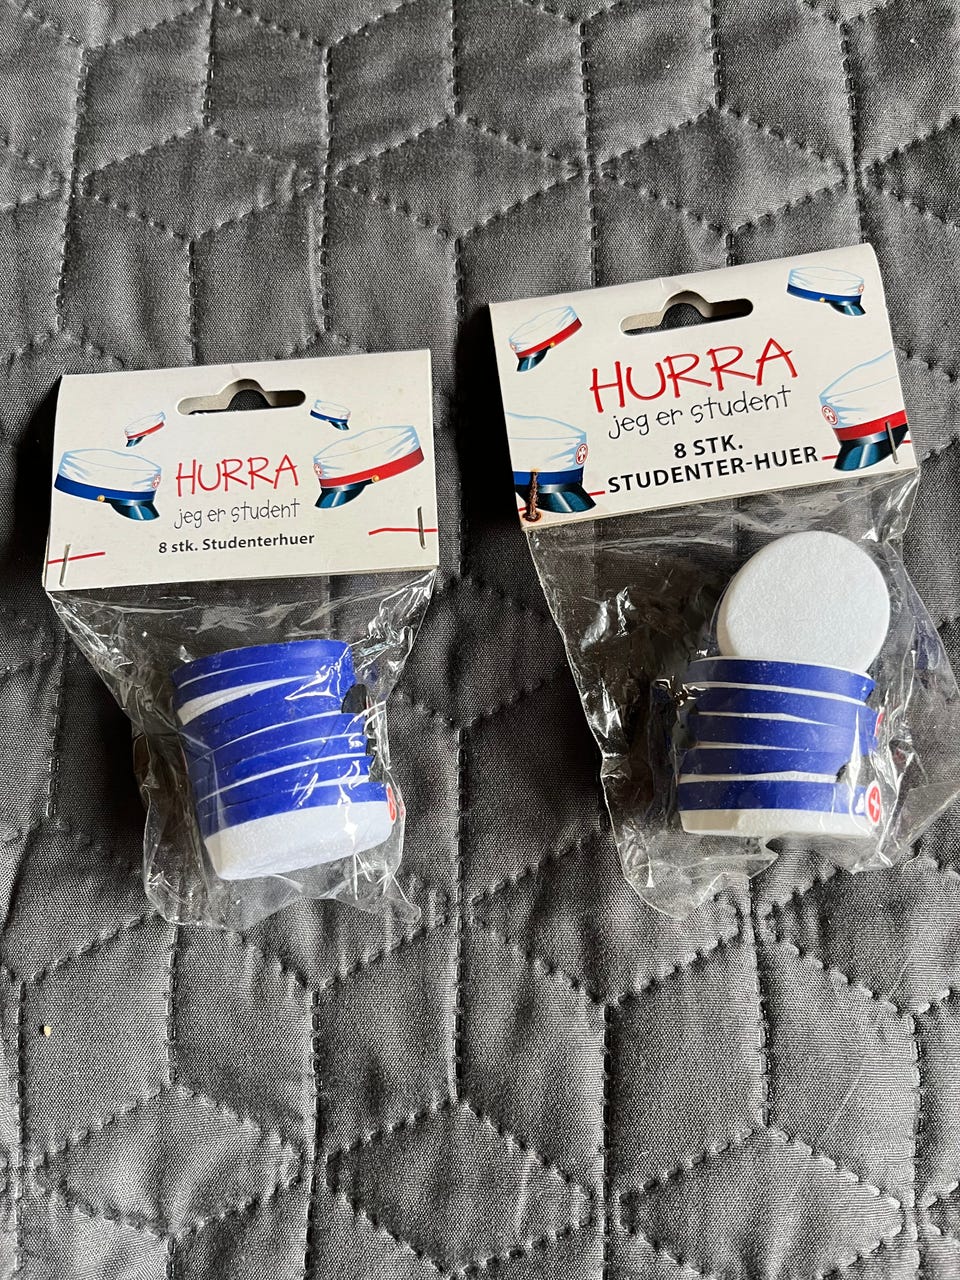 HURRA
jeg er student
8 stk. Studenterhuer
HURRA
jeg er student
8 STK.
STUDENTER-HUER